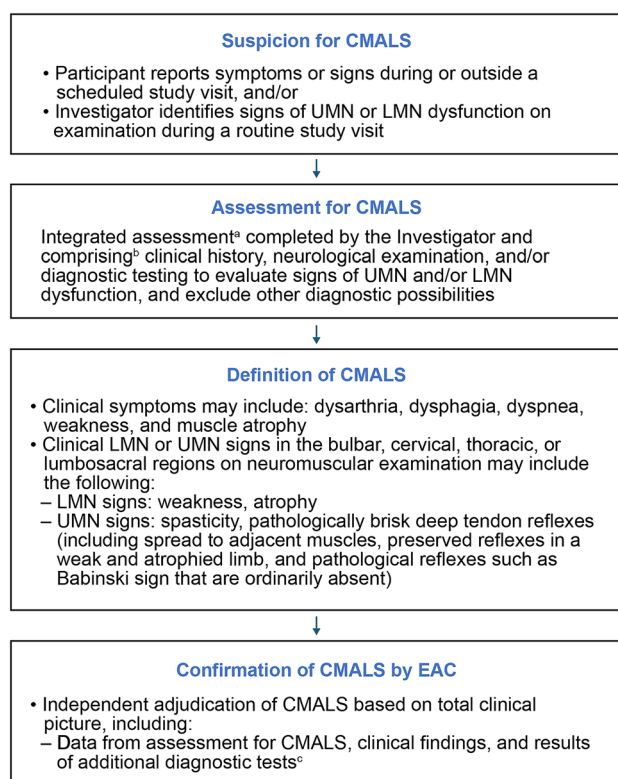 Suspicion for CMALS
• Participant reports symptoms or signs during or outside a
scheduled study visit, and/or
• Investigator identifies signs of UMN or LMN dysfunction on
examination during a routine study visit
Assessment for CMALS
Integrated assessmentᵃ completed by the Investigator and
comprisingᵇ clinical history, neurological examination, and/or
diagnostic testing to evaluate signs of UMN and/or LMN
dysfunction, and exclude other diagnostic possibilities
Definition of CMALS
• Clinical symptoms may include: dysarthria, dysphagia, dyspnea,
weakness, and muscle atrophy
• Clinical LMN or UMN signs in the bulbar, cervical, thoracic, or
lumbosacral regions on neuromuscular examination may include
the following:
– LMN signs: weakness, atrophy
– UMN signs: spasticity, pathologically brisk deep tendon reflexes
(including spread to adjacent muscles, preserved reflexes in a
weak and atrophied limb, and pathological reflexes such as
Babinski sign that are ordinarily absent)
Confirmation of CMALS by EAC
• Independent adjudication of CMALS based on total clinical
picture, including:
– Data from assessment for CMALS, clinical findings, and results
of additional diagnostic testsᶜ